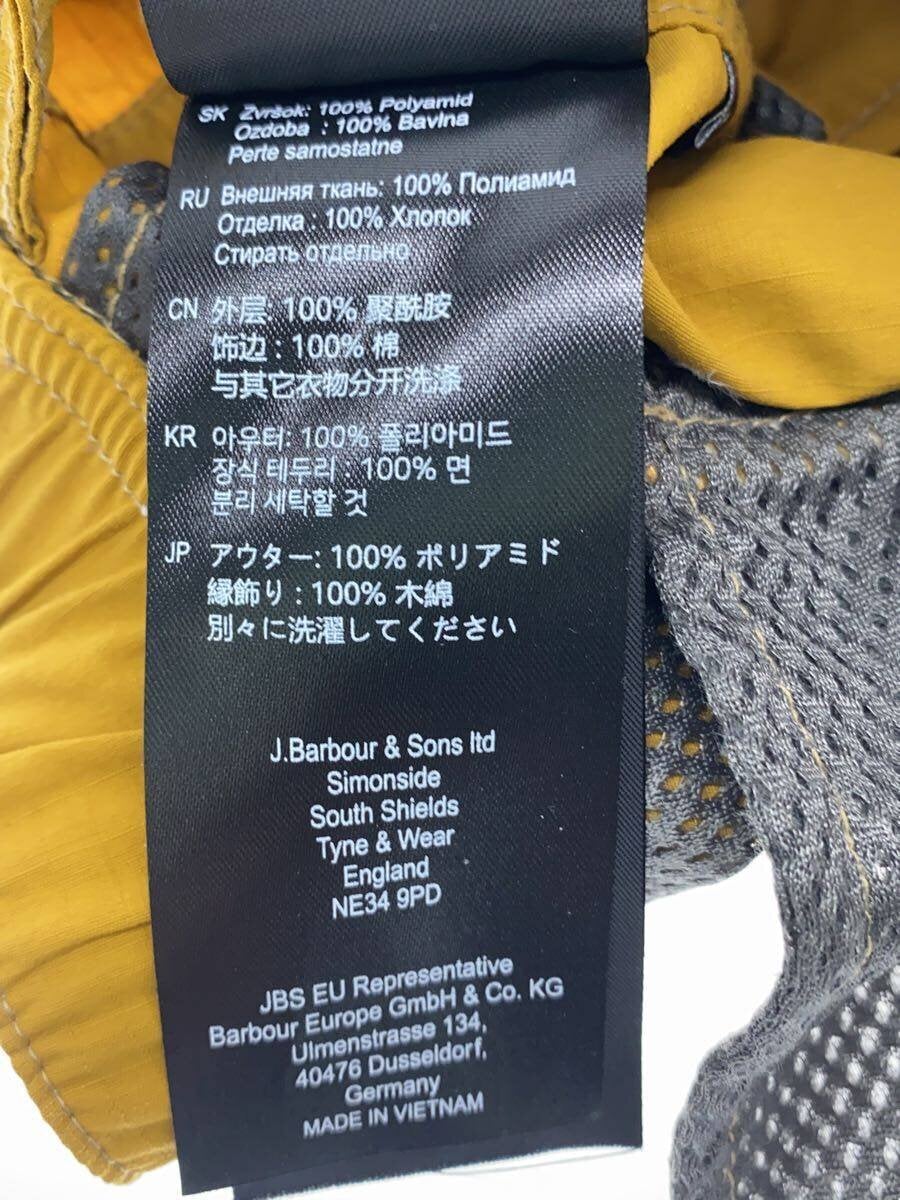 SK Zvršok: 100% Polyamid
Ozdoba : 100% Bavlna
Perte samostatne
RU Внешняя ткань: 100% Полиамид
Отделка : 100% Хлопок
Стирать отдельно
CN 外层: 100% 聚酰胺
饰边 : 100% 棉
与其它衣物分开洗涤
KR 아우터: 100% 폴리아미드
장식 테두리 : 100% 면
분리 세탁할 것
JP アウター: 100% ポリアミド
縁飾り : 100% 木綿
別々に洗濯してください
J.Barbour & Sons ltd
Simonside
South Shields
Tyne & Wear
England
NE34 9PD
JBS EU Representative
Barbour Europe GmbH & Co. KG
Ulmenstrasse 134,
40476 Dusseldorf,
Germany
MADE IN VIETNAM